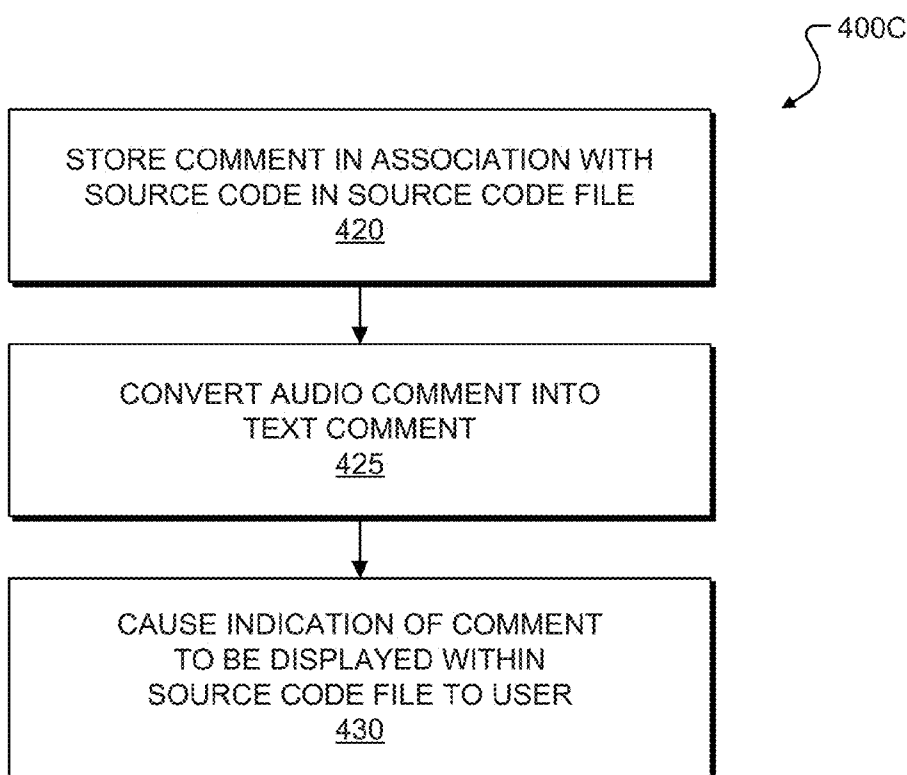 400C
STORE COMMENT IN ASSOCIATION WITH
SOURCE CODE IN SOURCE CODE FILE
420
CONVERT AUDIO COMMENT INTO
TEXT COMMENT
425
CAUSE INDICATION OF COMMENT
TO BE DISPLAYED WITHIN
SOURCE CODE FILE TO USER
430